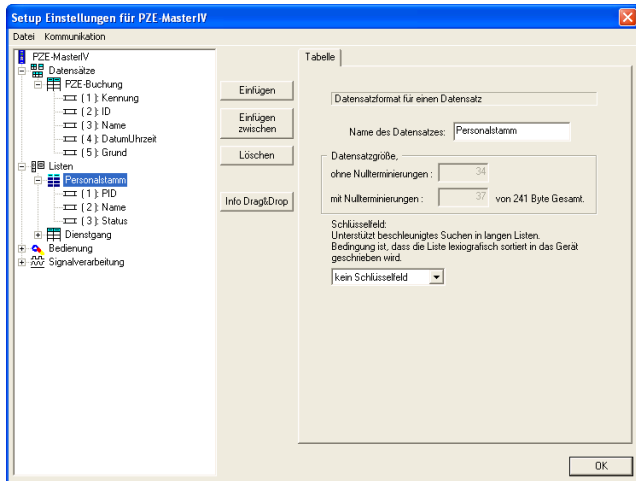 Setup Einstellungen für PZE-MasterIV
Datei Kommunikation
PZE-MasterIV
Datensätze
PZE-Buchung
( 1 ): Kennung
( 2 ): ID
( 3 ): Name
( 4 ): DatumUhrzeit
( 5 ): Grund
Listen
Personalstamm
( 1 ): PID
( 2 ): Name
( 3 ): Status
Dienstgang
Bedienung
Signalverarbeitung
Einfügen
Einfügen
zwischen
Löschen
Info Drag&Drop
Tabelle
Datensatzformat für einen Datensatz
Name des Datensatzes: Personalstamm
Datensatzgröße,
ohne Nullterminierungen : 34
mit Nullterminierungen : 37 von 241 Byte Gesamt.
Schlüsselfeld:
Unterstützt beschleunigtes Suchen in langen Listen.
Bedingung ist, dass die Liste lexiografisch sortiert in das Gerät
geschrieben wird.
kein Schlüsselfeld
OK